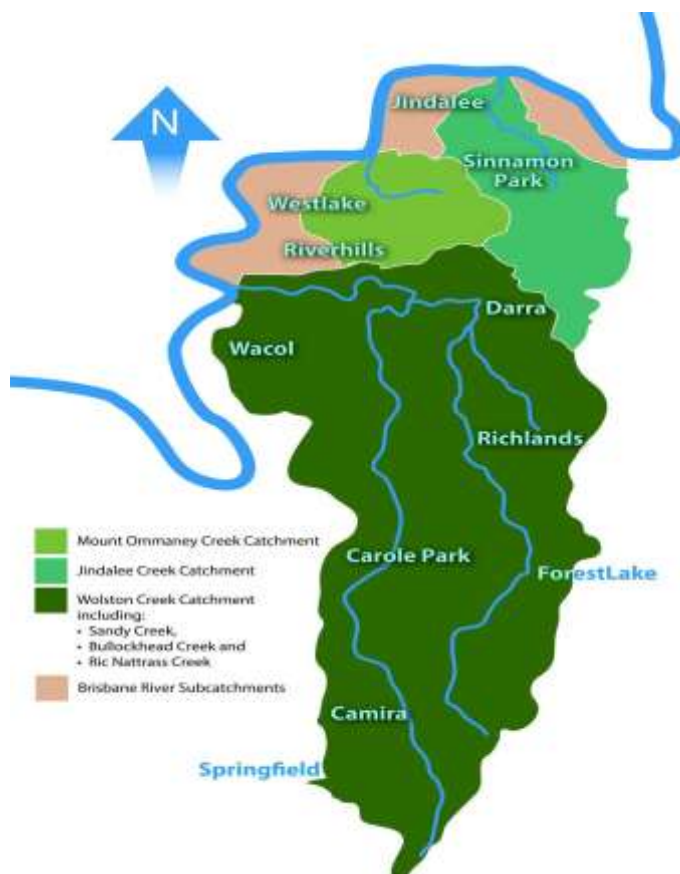 Jindalee
N
Sinnamon
Park
Westlake
Riverhills
Darra
Wacol
Richlands
Mount Ommaney Creek Catchment
Jindalee Creek Catchment
Wolston Creek Catchment
including:
• Sandy Creek,
• Bullockhead Creek and
• Ric Nattrass Creek
Brisbane River Subcatchments
Carole Park
ForestLake
Camira
Springfield